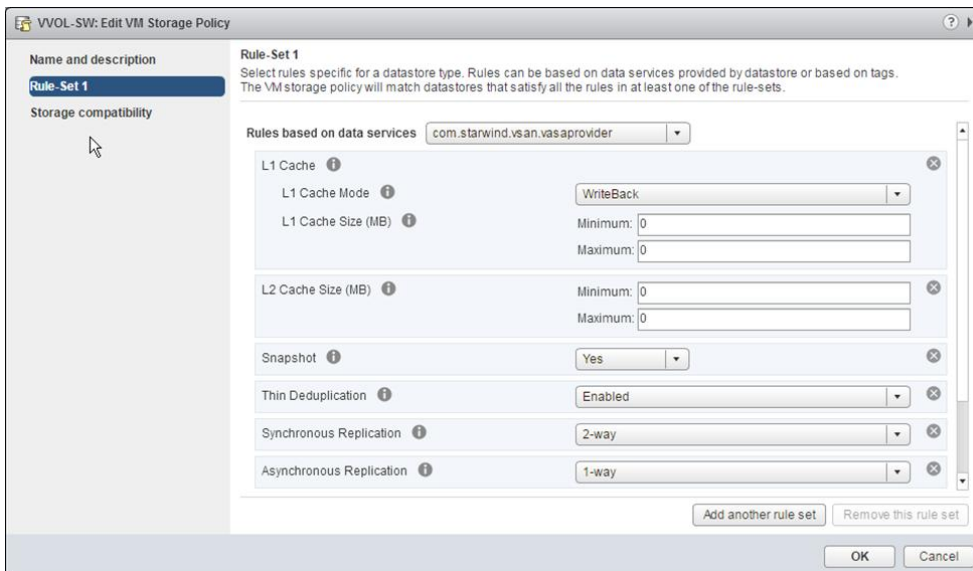 VVOL-SW: Edit VM Storage Policy
?
Name and description
Rule-Set 1
Storage compatibility
Rule-Set 1
Select rules specific for a datastore type. Rules can be based on data services provided by datastore or based on tags.
The VM storage policy will match datastores that satisfy all the rules in at least one of the rule-sets.
Rules based on data services com.starwind.vsan.vasaprovider
L1 Cache
L1 Cache Mode WriteBack
L1 Cache Size (MB) Minimum: 0
Maximum: 0
L2 Cache Size (MB) Minimum: 0
Maximum: 0
Snapshot Yes
Thin Deduplication Enabled
Synchronous Replication 2-way
Asynchronous Replication 1-way
Add another rule set Remove this rule set
OK Cancel